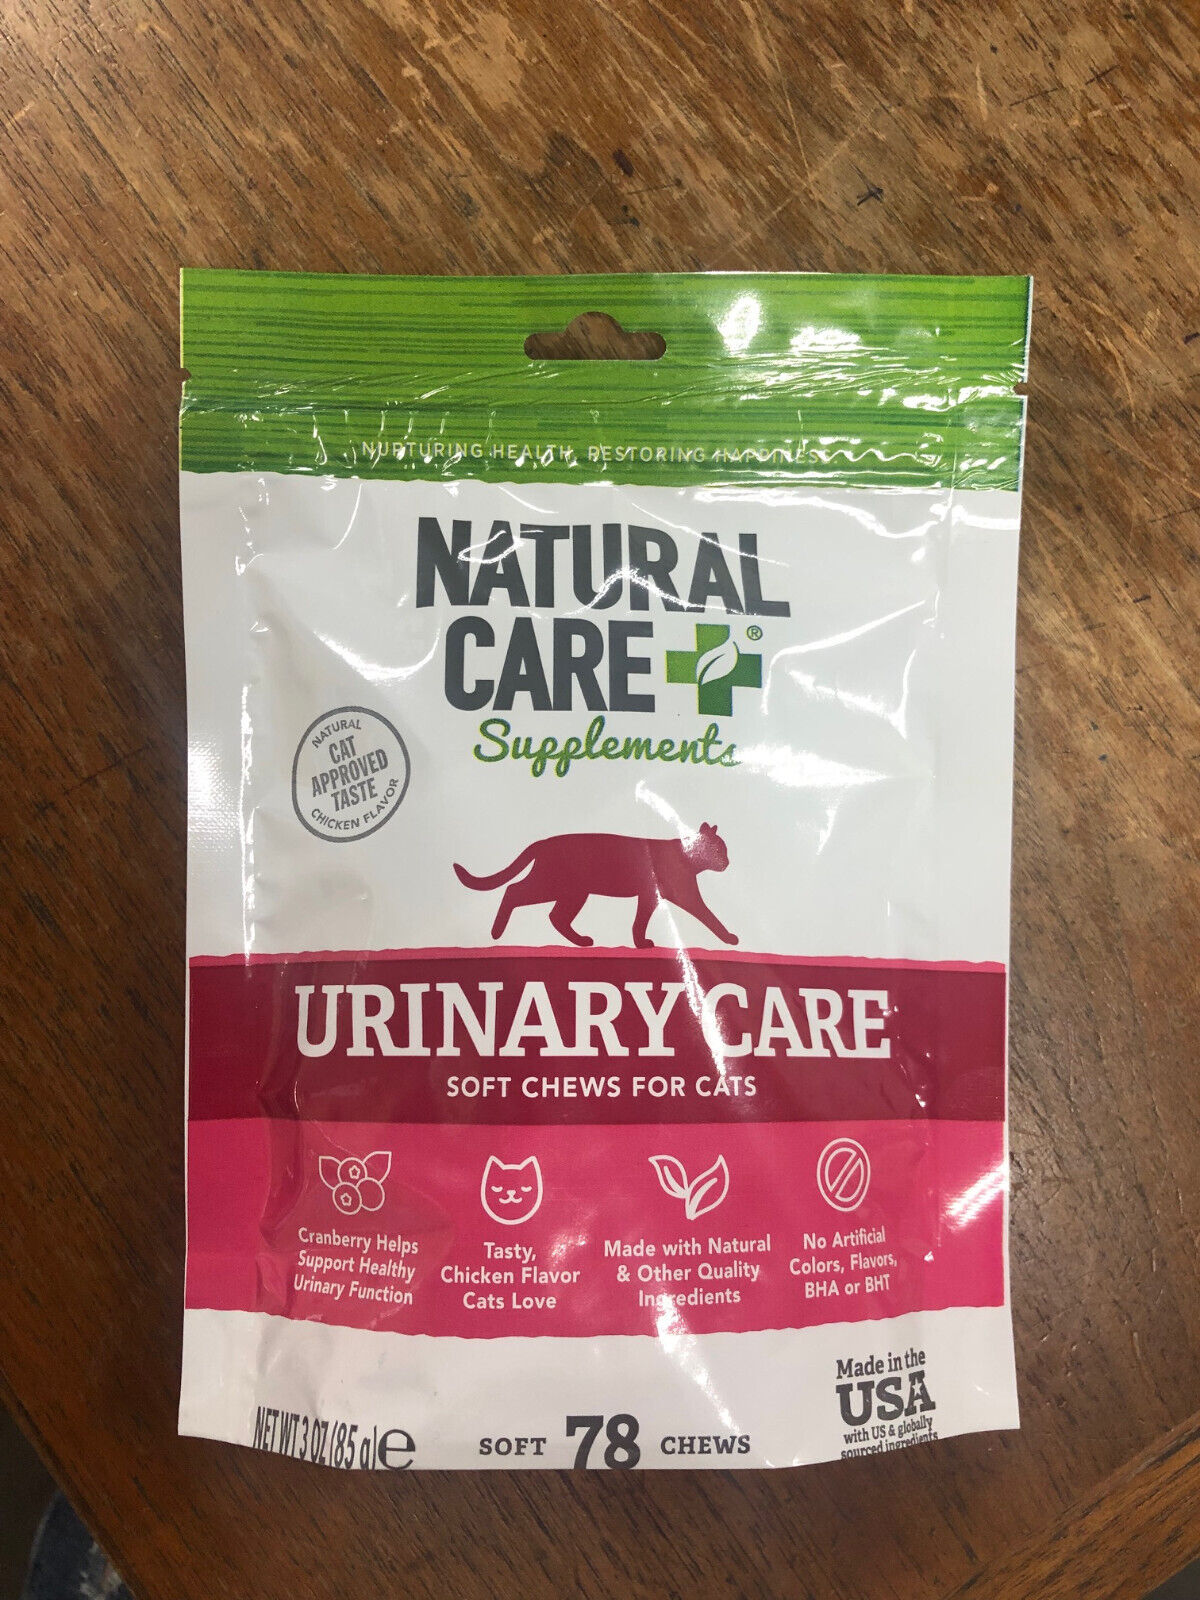 NURTURING HEALTH, RESTORING HAPPINESS
NATURAL
CARE ®
Supplements
NATURAL
CAT
APPROVED
TASTE
CHICKEN FLAVOR
URINARY CARE
SOFT CHEWS FOR CATS
Cranberry Helps
Support Healthy
Urinary Function
Tasty,
Chicken Flavor
Cats Love
Made with Natural
& Other Quality
Ingredients
No Artificial
Colors, Flavors,
BHA or BHT
NET WT 3 OZ (85 g) e
SOFT 78 CHEWS
Made in the
USA
with US & globally
sourced ingredients